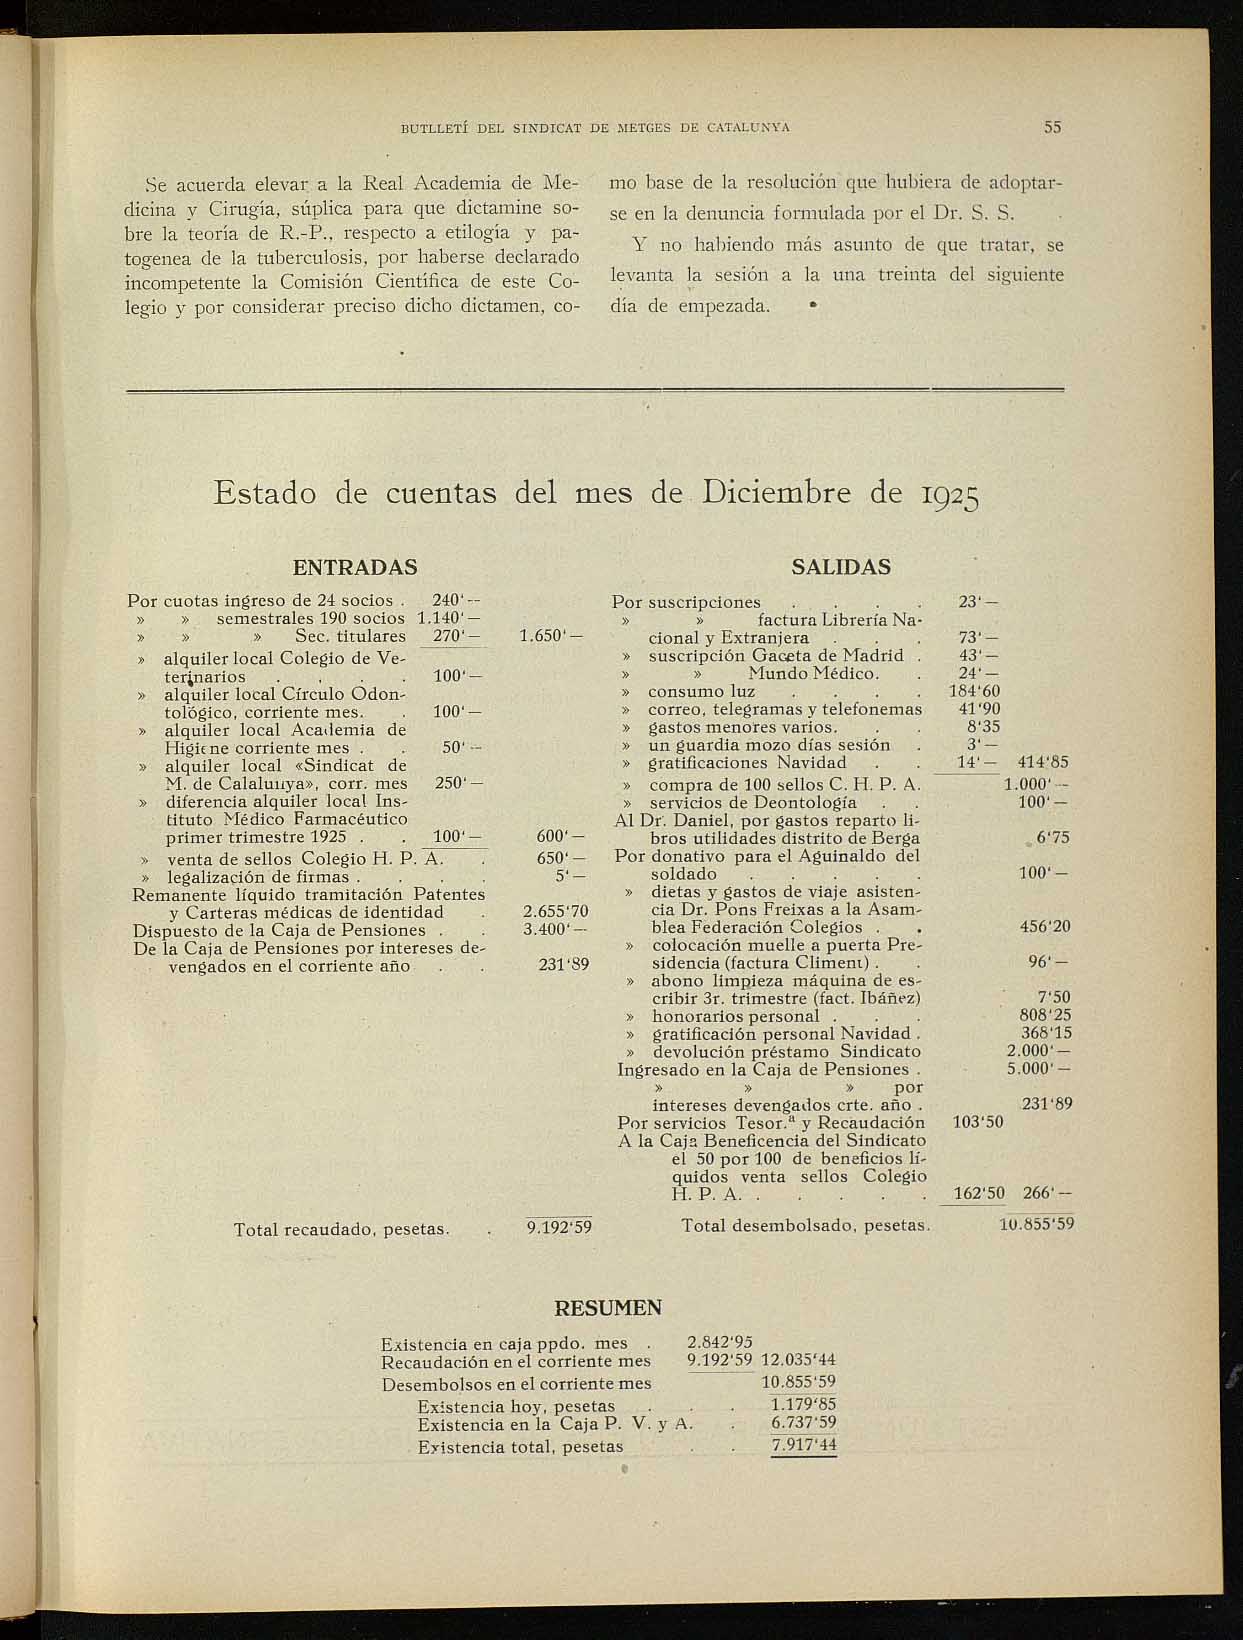 BUTLLETÍ DEL SINDICAT DE METGES DE CATALUNYA 55
Se acuerda elevar a la Real Academia de Me-
dicina y Cirugía, súplica para que dictamine so-
bre la teoría de R.-P., respecto a etilogía y pa-
togenea de la tuberculosis, por haberse declarado
incompetente la Comisión Científica de este Co-
legio y por considerar preciso dicho dictamen, co-
mo base de la resolución que hubiera de adoptar-
se en la denuncia formulada por el Dr. S. S.
Y no habiendo más asunto de que tratar, se
levanta la sesión a la una treinta del siguiente
día de empezada.
Estado de cuentas del mes de Diciembre de 1925
ENTRADAS
Por cuotas ingreso de 24 socios . 240'—
» » semestrales 190 socios 1.140'—
» » » Sec. titulares 270'— 1.650'—
» alquiler local Colegio de Ve-
terinarios . . . . 100'—
» alquiler local Círculo Odon-
tológico, corriente mes. . 100'—
» alquiler local Academia de
Higiene corriente mes . . 50'—
» alquiler local «Sindicat de
M. de Calalunya», corr. mes 250'—
» diferencia alquiler local Ins-
tituto Médico Farmacéutico
primer trimestre 1925 . . 100'— 600'—
» venta de sellos Colegio H. P. A. . 650'—
» legalización de firmas . . . . 5'—
Remanente líquido tramitación Patentes
y Carteras médicas de identidad . 2.655'70
Dispuesto de la Caja de Pensiones . . 3.400'—
De la Caja de Pensiones por intereses de-
vengados en el corriente año . . 231'89
Total recaudado, pesetas. . 9.192'59
SALIDAS
Por suscripciones . . . . 23'—
» » factura Librería Na-
cional y Extranjera . . . 73'—
» suscripción Gaceta de Madrid . 43'—
» » Mundo Médico. . 24'—
» consumo luz . . . . 184'60
» correo, telegramas y telefonemas 41'90
» gastos menores varios. . . 8'35
» un guardia mozo días sesión . 3'—
» gratificaciones Navidad . . 14'— 414'85
» compra de 100 sellos C. H. P. A. 1.000'—
» servicios de Deontología . . 100'—
Al Dr. Daniel, por gastos reparto li-
bros utilidades distrito de Berga 6'75
Por donativo para el Aguinaldo del
soldado . . . . . 100'—
» dietas y gastos de viaje asisten-
cia Dr. Pons Freixas a la Asam-
blea Federación Colegios . . 456'20
» colocación muelle a puerta Pre-
sidencia (factura Climent) . . 96'—
» abono limpieza máquina de es-
cribir 3r. trimestre (fact. Ibáñez) 7'50
» honorarios personal . . . 808'25
» gratificación personal Navidad . 368'15
» devolución préstamo Sindicato 2.000'—
Ingresado en la Caja de Pensiones . 5.000'—
» » » por
intereses devengados crte. año . 231'89
Por servicios Tesor.ª y Recaudación 103'50
A la Caja Beneficencia del Sindicato
el 50 por 100 de beneficios lí-
quidos venta sellos Colegio
H. P. A. . . . . . 162'50 266'—
Total desembolsado, pesetas. 10.855'59
RESUMEN
Existencia en caja ppdo. mes . 2.842'95
Recaudación en el corriente mes 9.192'59 12.035'44
Desembolsos en el corriente mes 10.855'59
Existencia hoy, pesetas . . . 1.179'85
Existencia en la Caja P. V. y A. . 6.737'59
Existencia total, pesetas . . 7.917'44